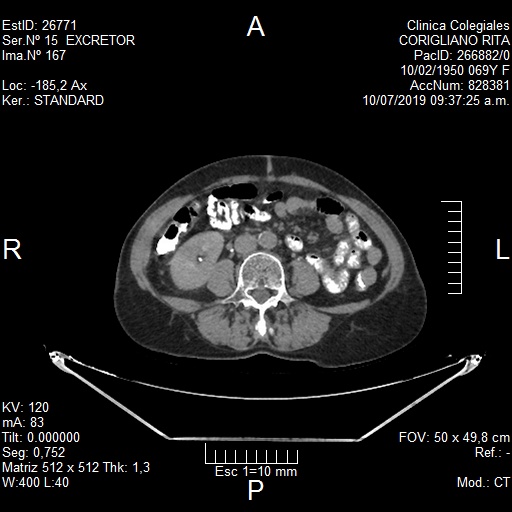 EstID: 26771
Ser.Nº 15 EXCRETOR
Ima.Nº 167
Loc: -185,2 Ax
Ker.: STANDARD
A
Clinica Colegiales
CORIGLIANO RITA
PacID: 266882/0
10/02/1950 069Y F
AccNum: 828381
10/07/2019 09:37:25 a.m.
R
L
KV: 120
mA: 83
Tilt: 0.000000
Seg: 0,752
Matriz 512 x 512 Thk: 1,3
W:400 L:40
Esc 1=10 mm
P
FOV: 50 x 49,8 cm
Ref.: -
Mod.: CT